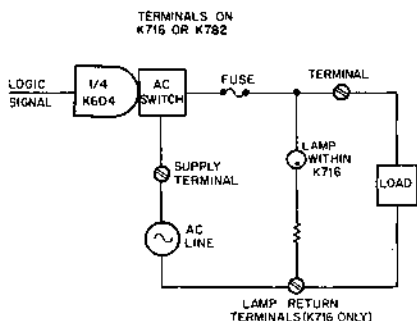 TERMINALS ON
K716 OR K782
LOGIC
SIGNAL
1/4
K604
AC
SWITCH
FUSE
TERMINAL
SUPPLY
TERMINAL
LAMP
WITHIN
K716
LOAD
AC
LINE
LAMP RETURN
TERMINALS (K716 ONLY)